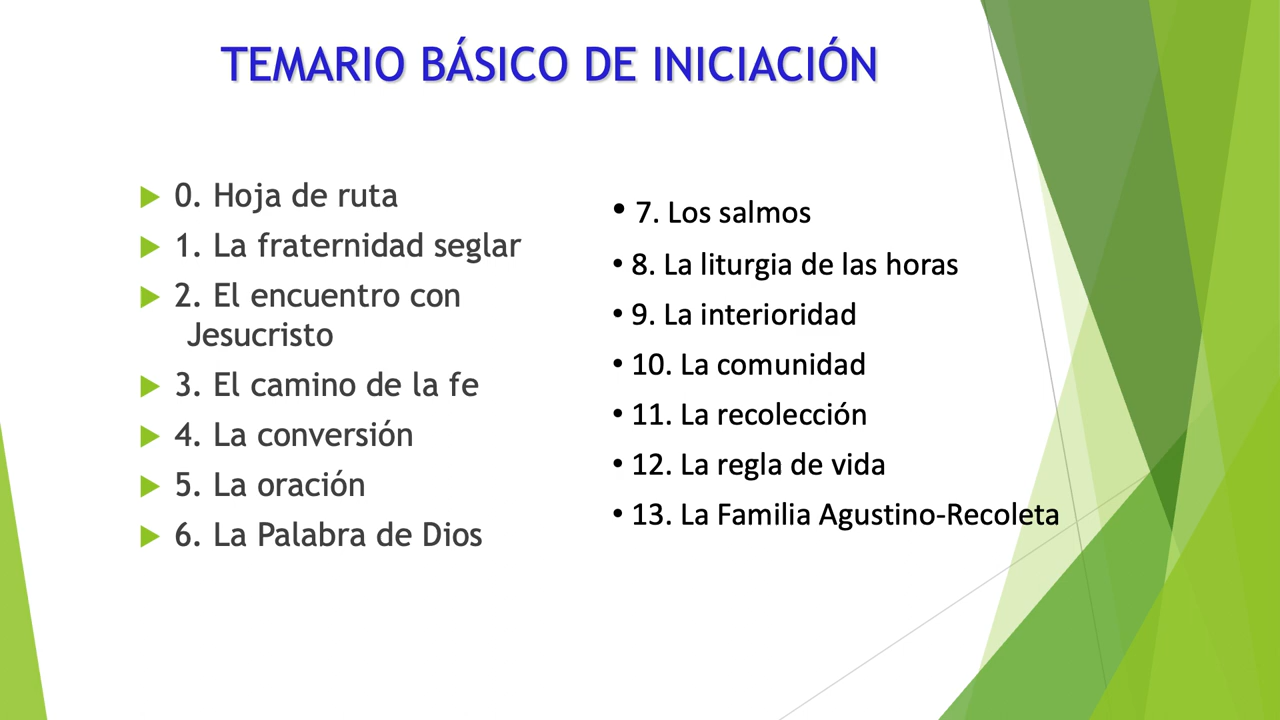 TEMARIO BÁSICO DE INICIACIÓN
0. Hoja de ruta
1. La fraternidad seglar
2. El encuentro con
Jesucristo
3. El camino de la fe
4. La conversión
5. La oración
6. La Palabra de Dios
• 7. Los salmos
• 8. La liturgia de las horas
• 9. La interioridad
• 10. La comunidad
• 11. La recolección
• 12. La regla de vida
• 13. La Familia Agustino-Recoleta